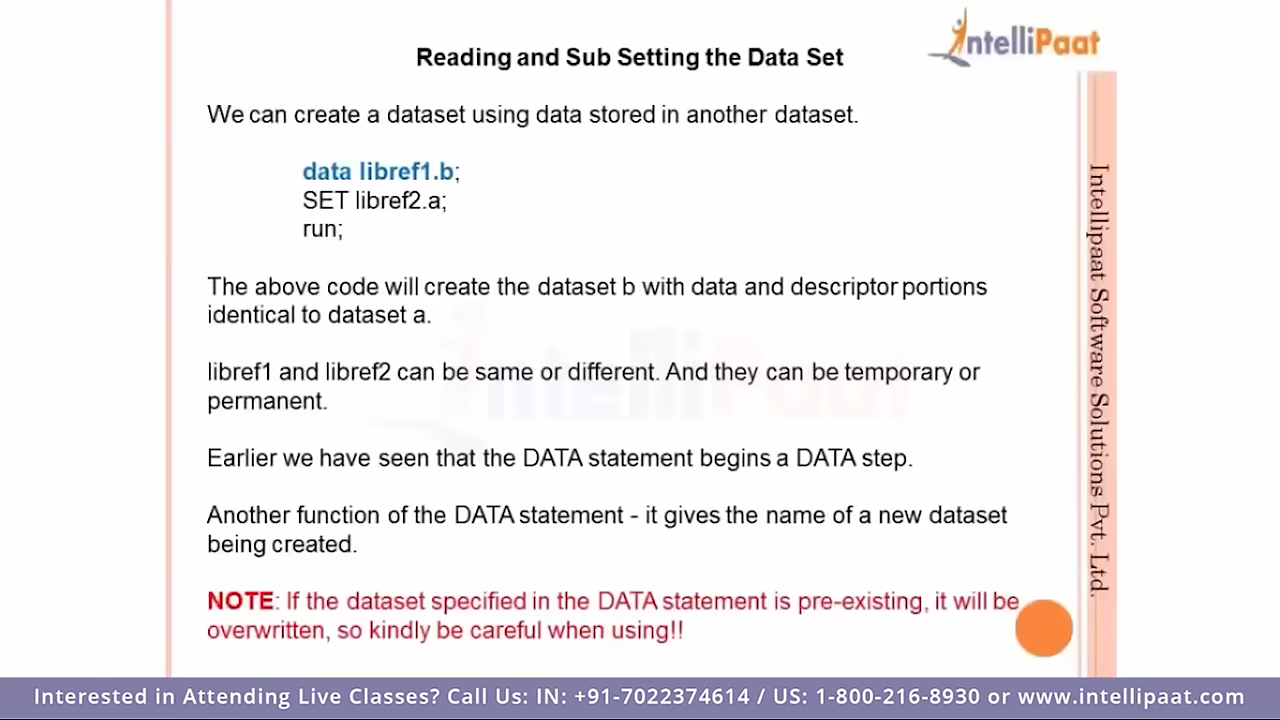 IntelliPaat
Reading and Sub Setting the Data Set
We can create a dataset using data stored in another dataset.
data libref1.b;
SET libref2.a;
run;
The above code will create the dataset b with data and descriptor portions
identical to dataset a.
libref1 and libref2 can be same or different. And they can be temporary or
permanent.
Earlier we have seen that the DATA statement begins a DATA step.
Another function of the DATA statement - it gives the name of a new dataset
being created.
NOTE: If the dataset specified in the DATA statement is pre-existing, it will be
overwritten, so kindly be careful when using!!
Intellipaat Software Solutions Pvt. Ltd.
IntelliPaat
Interested in Attending Live Classes? Call Us: IN: +91-7022374614 / US: 1-800-216-8930 or www.intellipaat.com